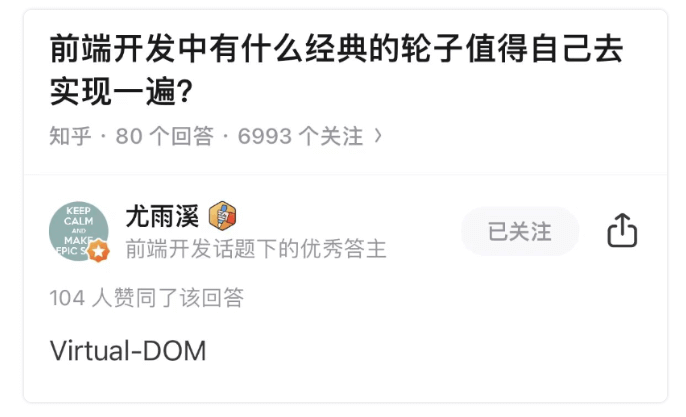 前端开发中有什么经典的轮子值得自己去
实现一遍?
知乎 · 80 个回答 · 6993 个关注 〉
KEEP
CALM
AND
MAKE
EPIC
尤雨溪
已关注
前端开发话题下的优秀答主
104 人赞同了该回答
Virtual-DOM